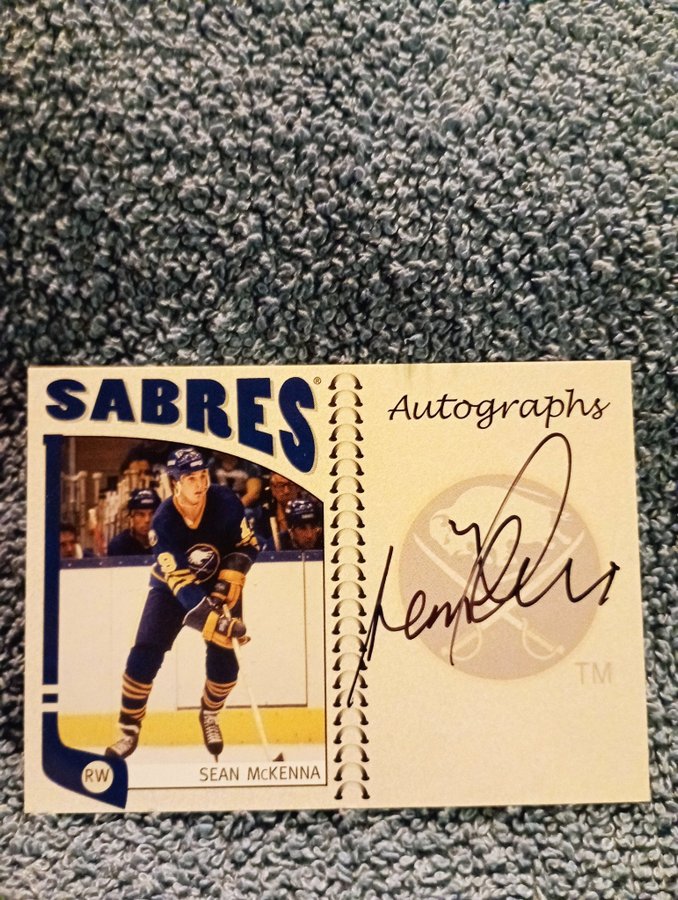 SABRES®
Autographs
TM
RW
SEAN McKENNA